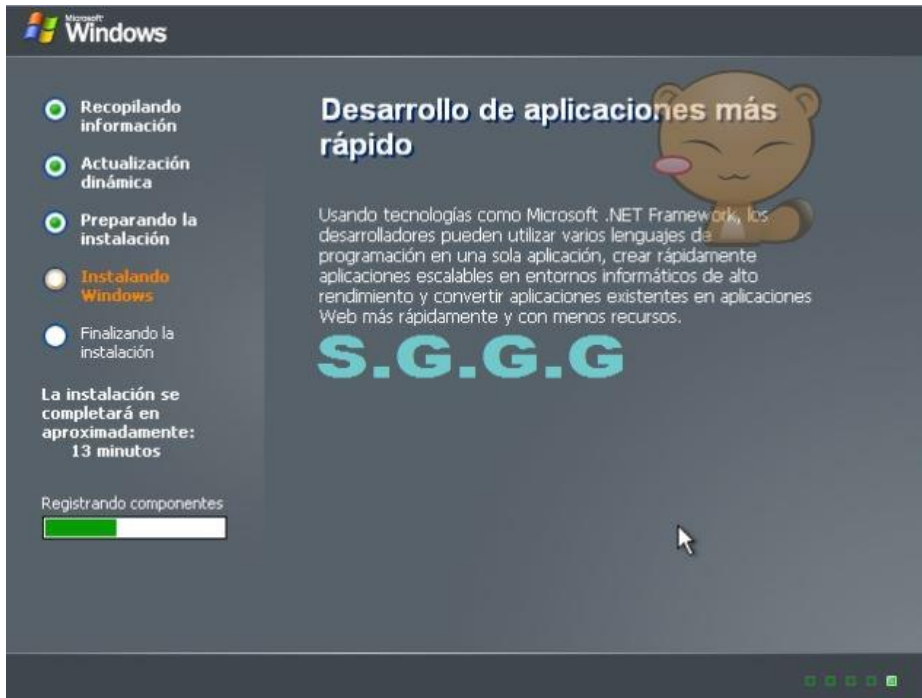 Microsoft
Windows
Recopilando
información
Actualización
dinámica
Preparando la
instalación
Instalando
Windows
Finalizando la
instalación
La instalación se
completará en
aproximadamente:
13 minutos
Registrando componentes
Desarrollo de aplicaciones más
rápido
Usando tecnologías como Microsoft .NET Framework, los
desarrolladores pueden utilizar varios lenguajes de
programación en una sola aplicación, crear rápidamente
aplicaciones escalables en entornos informáticos de alto
rendimiento y convertir aplicaciones existentes en aplicaciones
Web más rápidamente y con menos recursos.
S.G.G.G